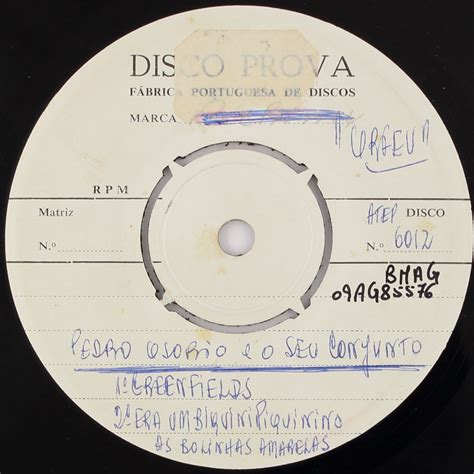 DISCO PROVA
FÁBRICA PORTUGUESA DE DISCOS
MARCA
"ORFEU"
RPM
Matriz
ATEP DISCO
N.º
N.º 6012
BMAG
09AG85576
PEDRO OSORIO e o SEU CONJUNTO
1º GREENFIELDS
2º ERA UM BIQUINI PIQUININO
ÁS BOLINHAS AMARELAS